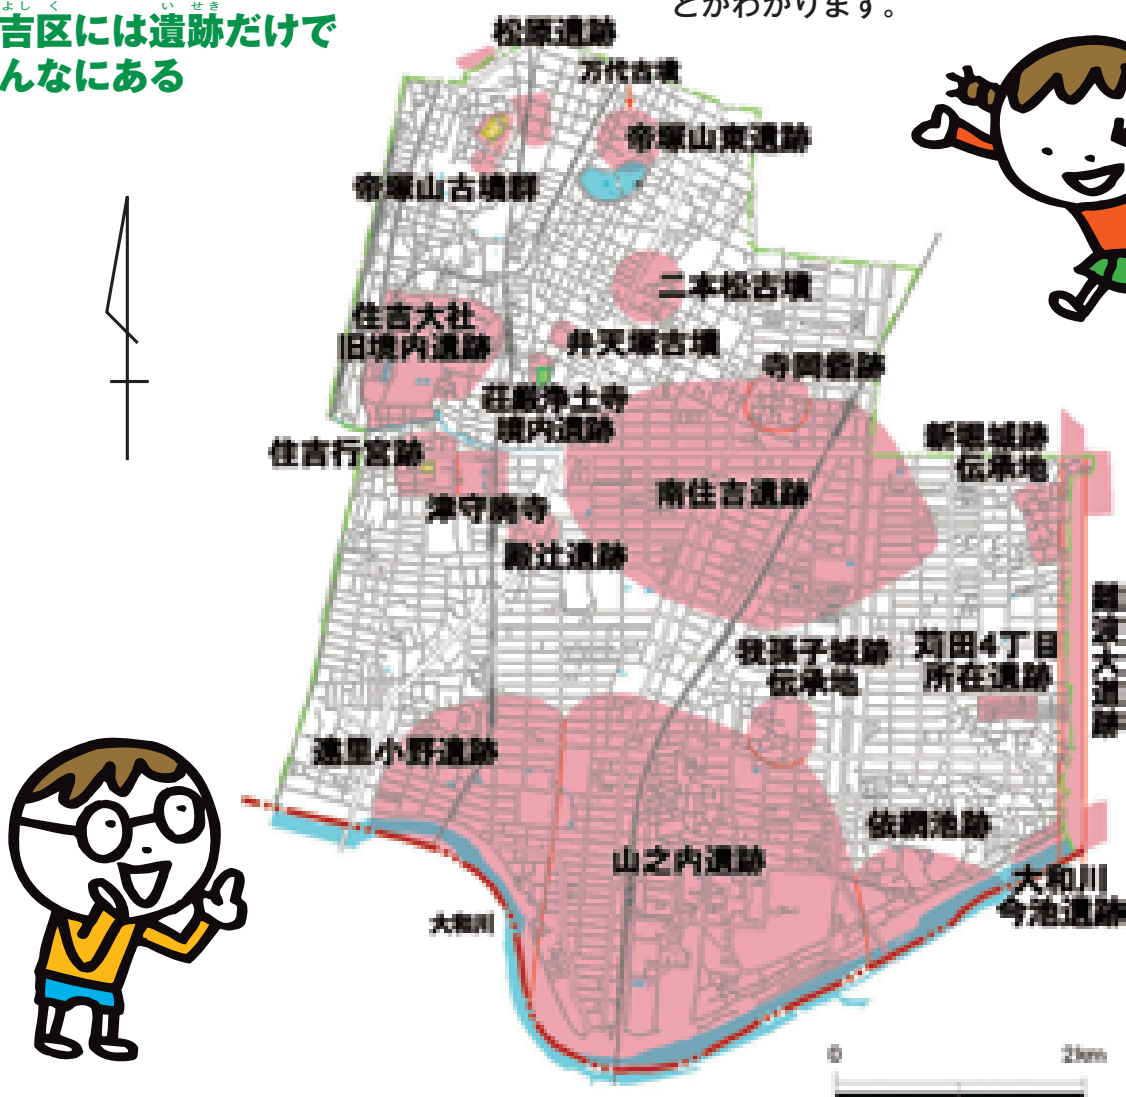 よしく いせき
吉区には遺跡だけで
んなにある
とがわかります。
松原遺跡
万代古墳
帝塚山東遺跡
帝塚山古墳群
二本松古墳
住吉大社
旧境内遺跡
弁天塚古墳
寺岡砦跡
荘厳浄土寺
境内遺跡
住吉行宮跡
新堀城跡
伝承地
南住吉遺跡
津守廃寺
殿辻遺跡
難波大道跡
我孫子城跡
伝承地
苅田4丁目
所在遺跡
遠里小野遺跡
依網池跡
山之内遺跡
大和川
今池遺跡
大和川
0 2km